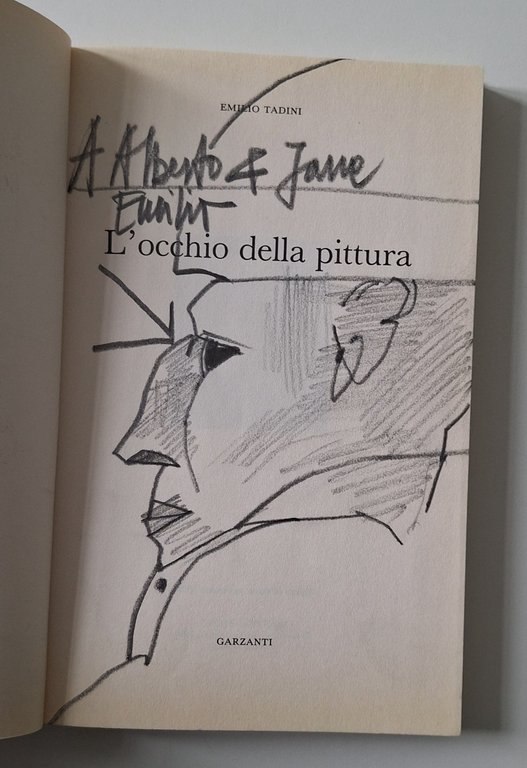 EMILIO TADINI
A Alberto & Jane
Emilio
L'occhio della pittura
GARZANTI